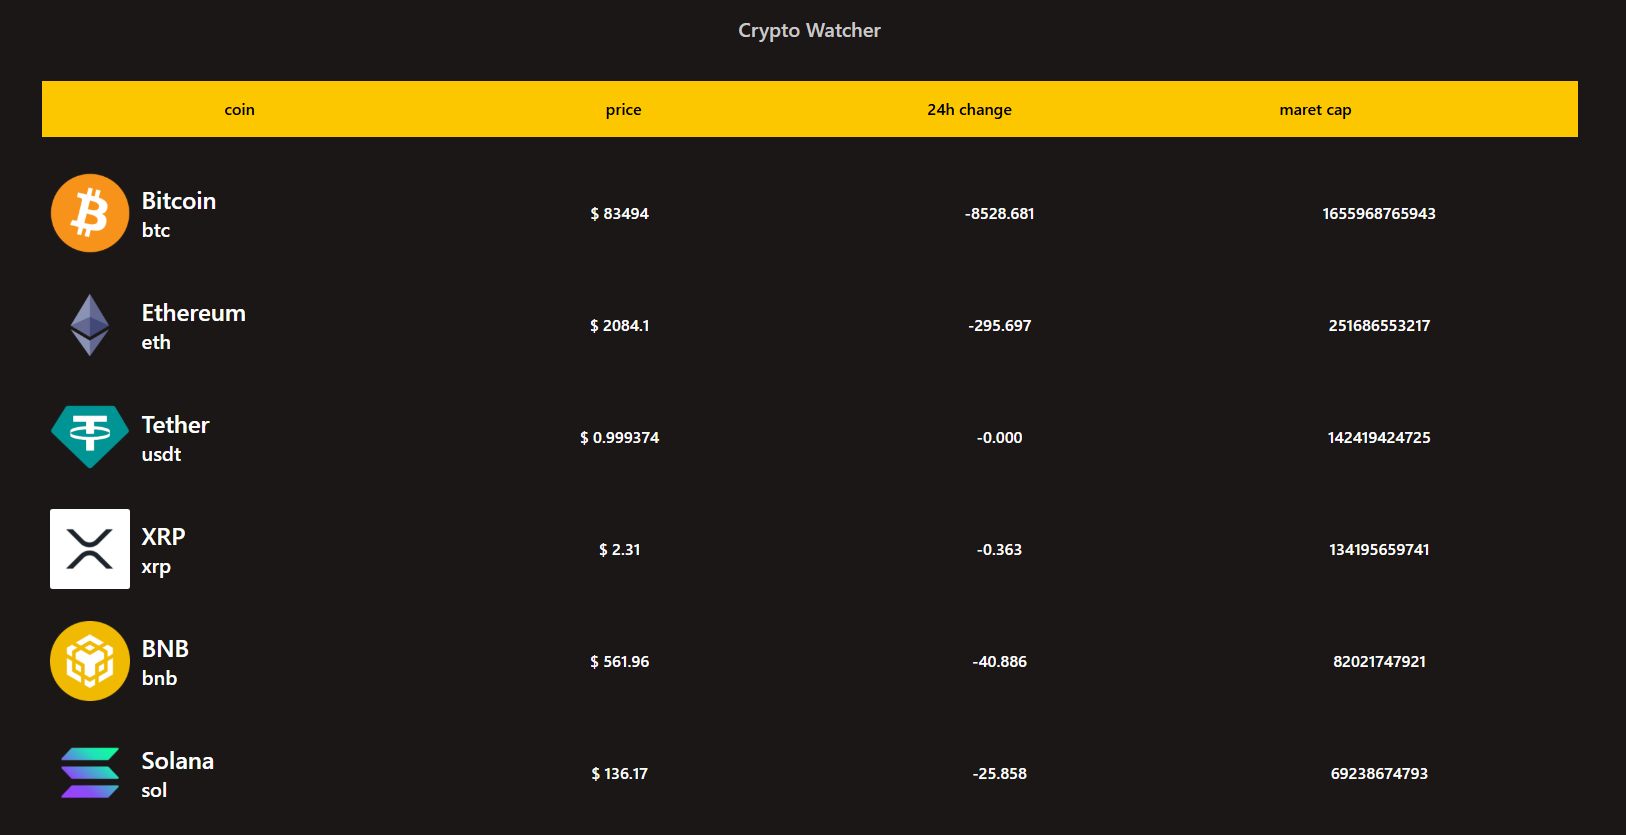 Crypto Watcher
coin price 24h change maret cap
Bitcoin
btc
$ 83494 -8528.681 1655968765943
Ethereum
eth
$ 2084.1 -295.697 251686553217
Tether
usdt
$ 0.999374 -0.000 142419424725
XRP
xrp
$ 2.31 -0.363 134195659741
BNB
bnb
$ 561.96 -40.886 82021747921
Solana
sol
$ 136.17 -25.858 69238674793